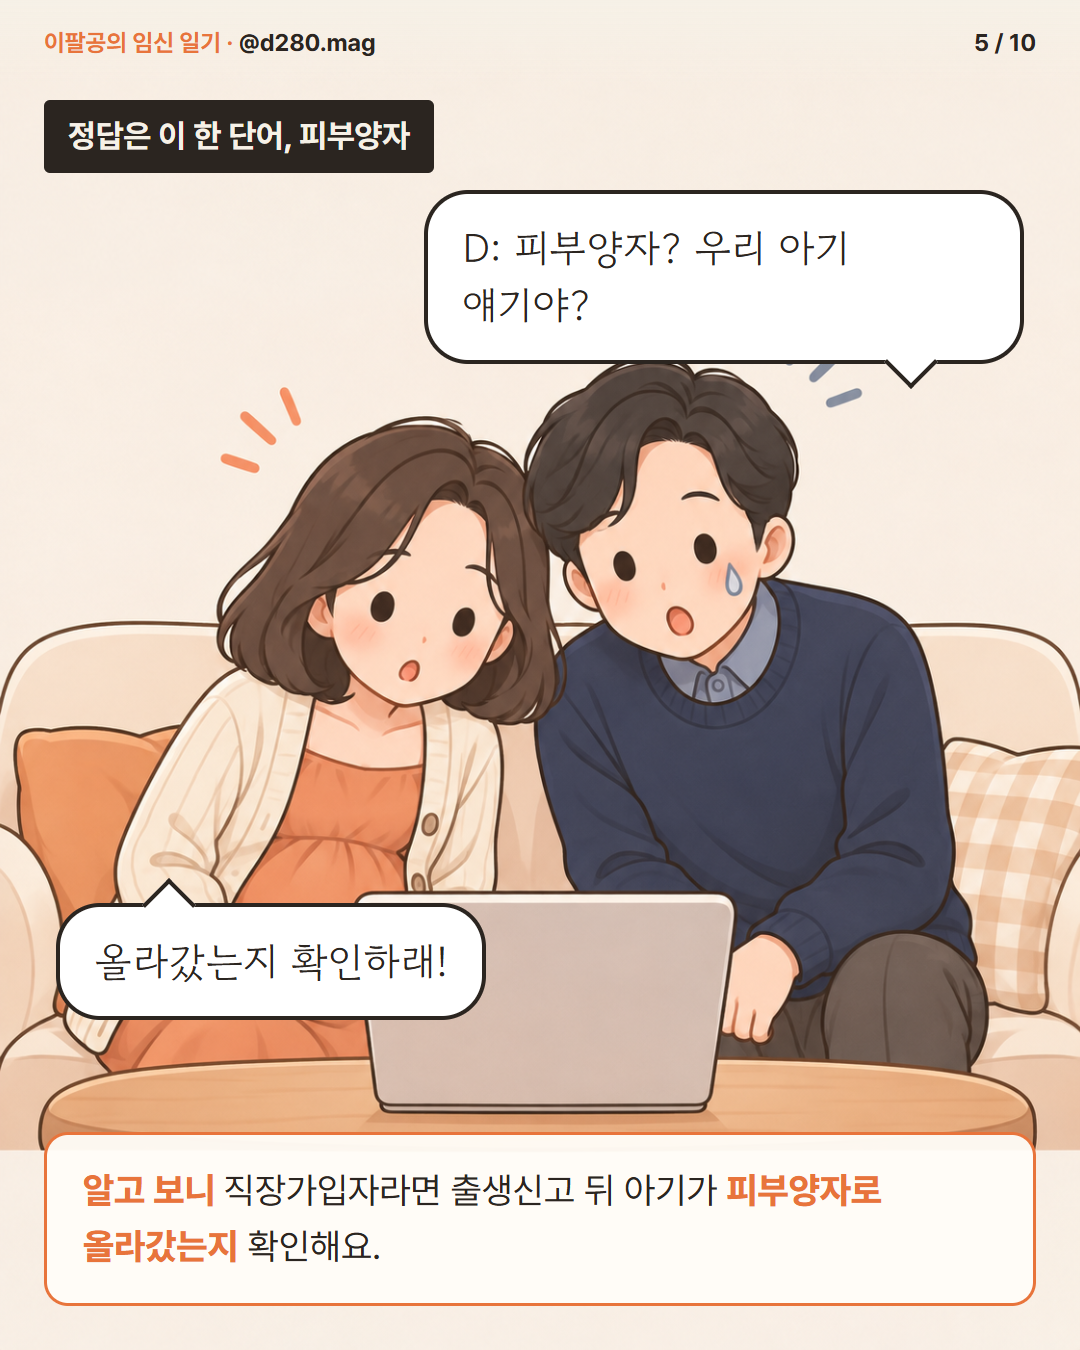 이팔공의 임신 일기 · @d280.mag
5 / 10
정답은 이 한 단어, 피부양자
D: 피부양자? 우리 아기
얘기야?
올라갔는지 확인하래!
알고 보니 직장가입자라면 출생신고 뒤 아기가 피부양자로
올라갔는지 확인해요.